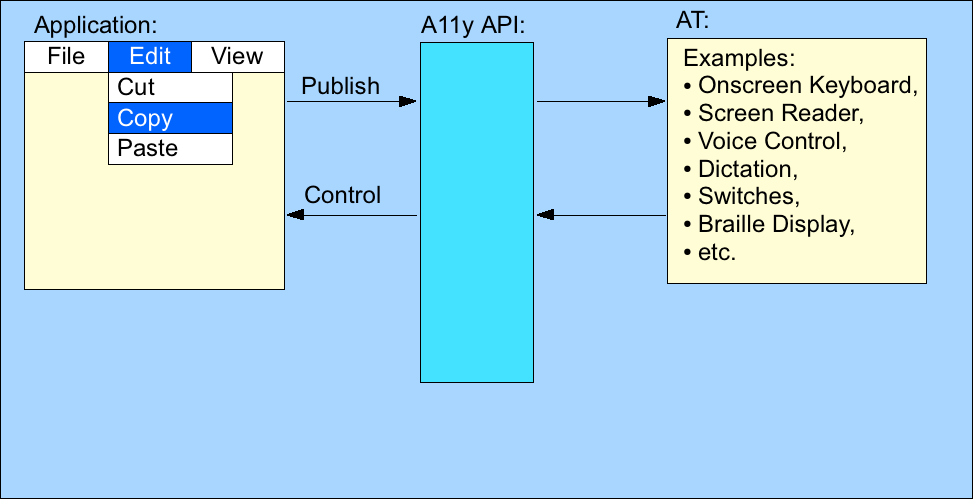 Application:
File Edit View
Cut
Copy
Paste
Publish
Control
A11y API:
AT:
Examples:
• Onscreen Keyboard,
• Screen Reader,
• Voice Control,
• Dictation,
• Switches,
• Braille Display,
• etc.